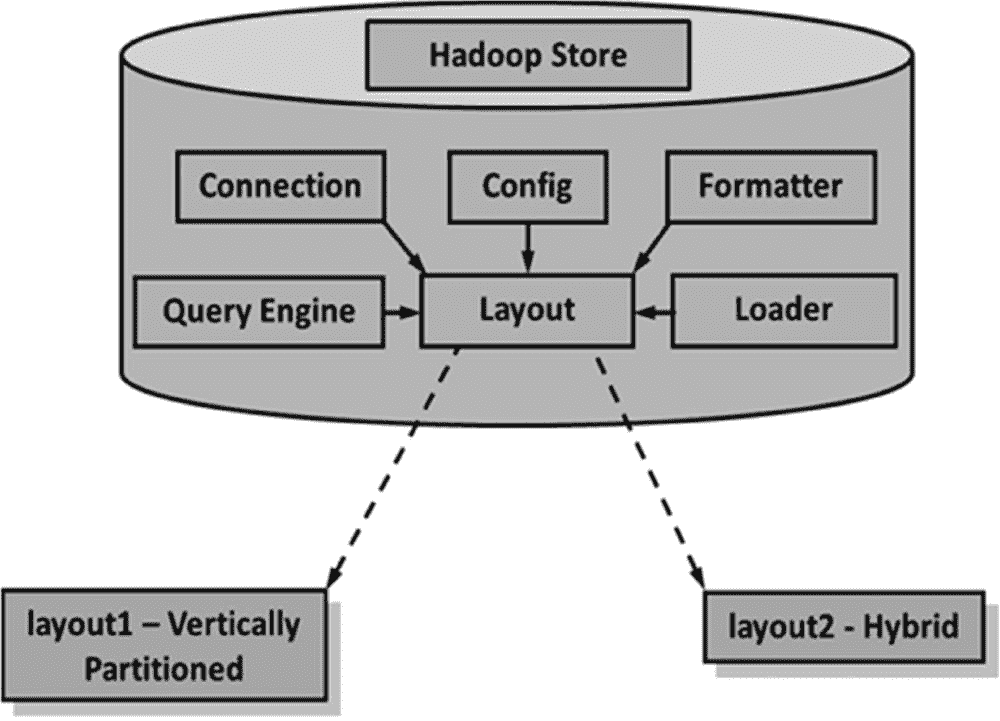 Hadoop Store
Connection
Config
Formatter
Query Engine
Layout
Loader
layout1 – Vertically
Partitioned
layout2 - Hybrid